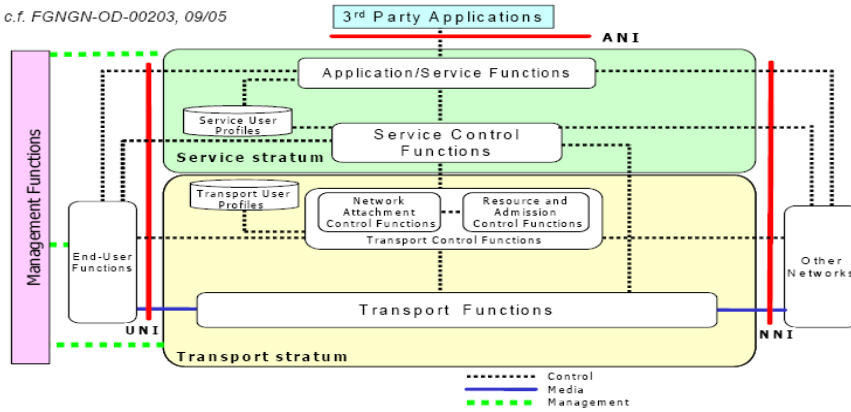 c.f. FGNGN-OD-00203, 09/05
3rd Party Applications
ANI
Application/Service Functions
Service User
Profiles
Service Control
Functions
Service stratum
Management Functions
Transport User
Profiles
Network
Attachment
Control Functions
Resource and
Admission
Control Functions
Transport Control Functions
End-User
Functions
Other
Networks
Transport Functions
UNI
NNI
Transport stratum
Control
Media
Management